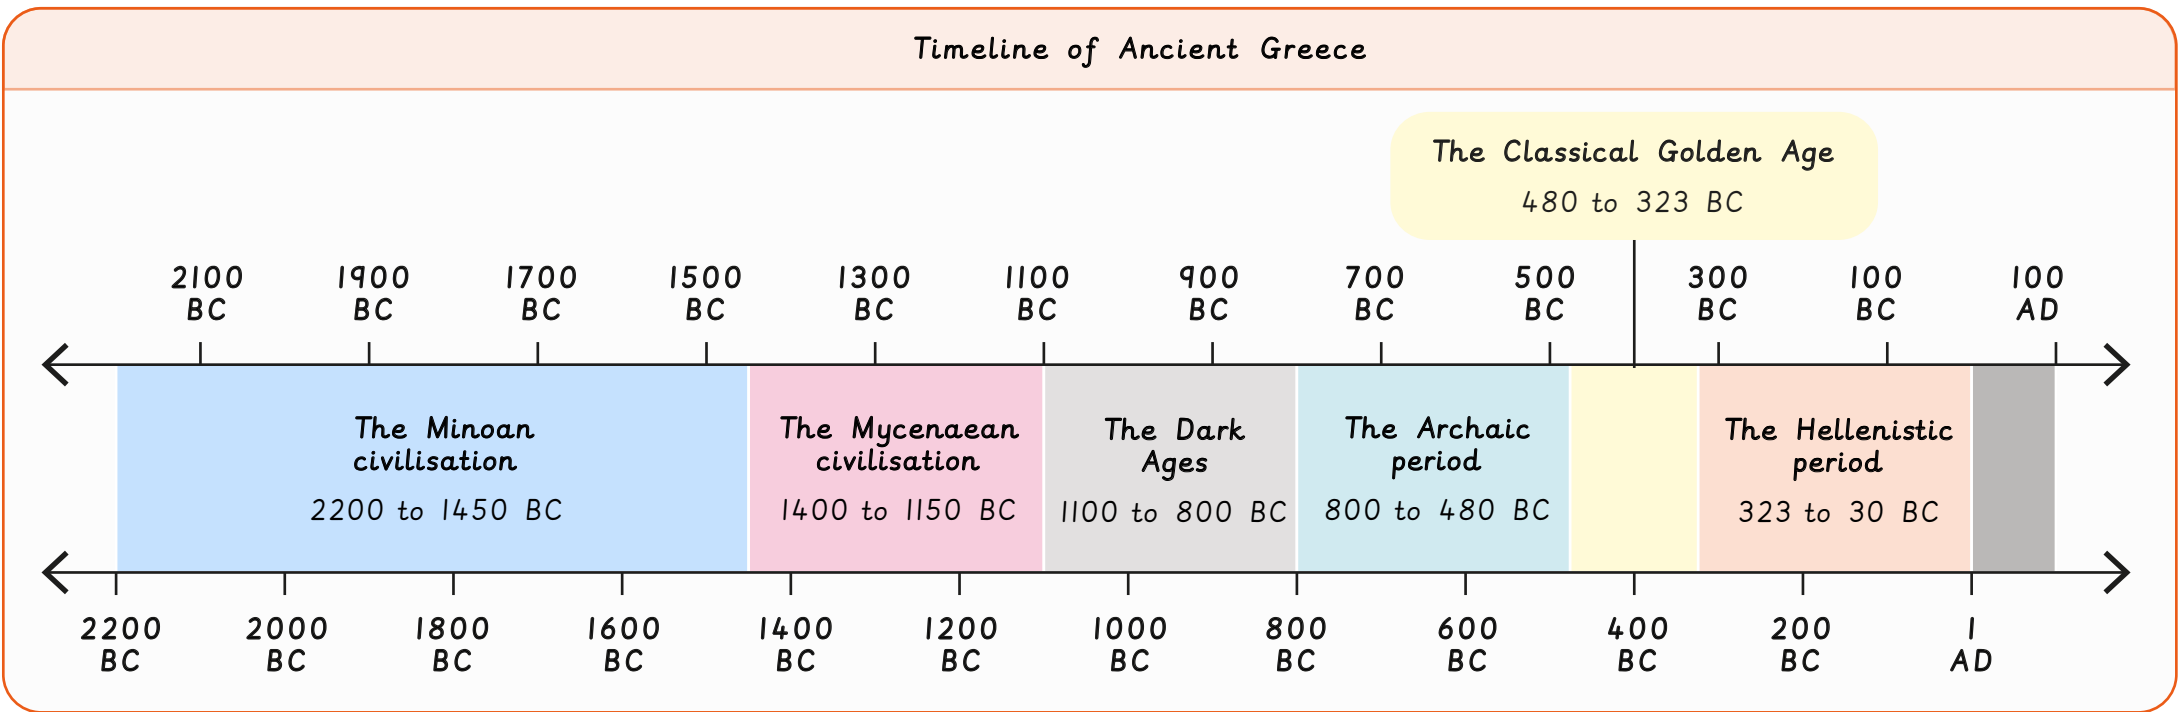 Timeline of Ancient Greece
The Classical Golden Age
480 to 323 BC
2100 1900 1700 1500 1300 1100 900 700 500 300 100 100
BC BC BC BC BC BC BC BC BC BC BC AD
The Minoan
civilisation
2200 to 1450 BC
The Mycenaean
civilisation
1400 to 1150 BC
The Dark
Ages
1100 to 800 BC
The Archaic
period
800 to 480 BC
The Hellenistic
period
323 to 30 BC
2200 2000 1800 1600 1400 1200 1000 800 600 400 200 1
BC BC BC BC BC BC BC BC BC BC BC AD